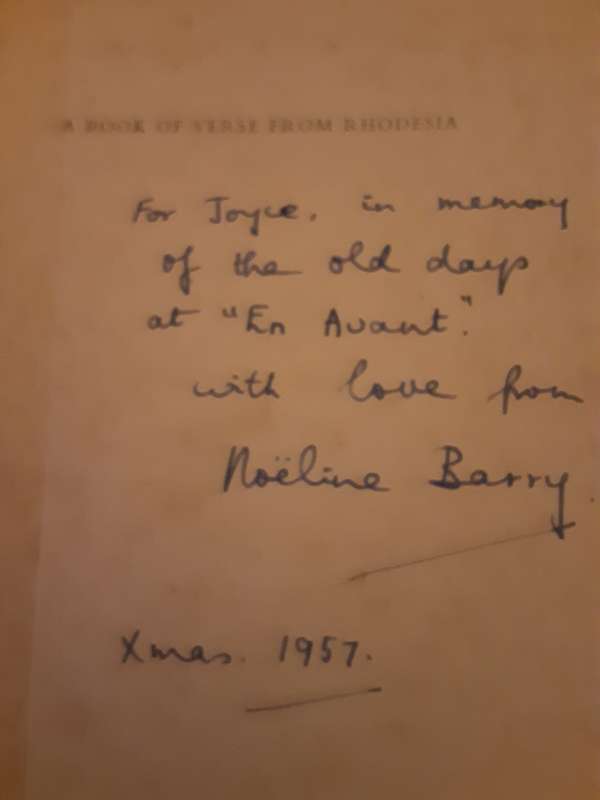 A BOOK OF VERSE FROM RHODESIA
For Joyce, in memory
of the old days
at "En Avant".
with love from
Noëline Barry.
Xmas. 1957.